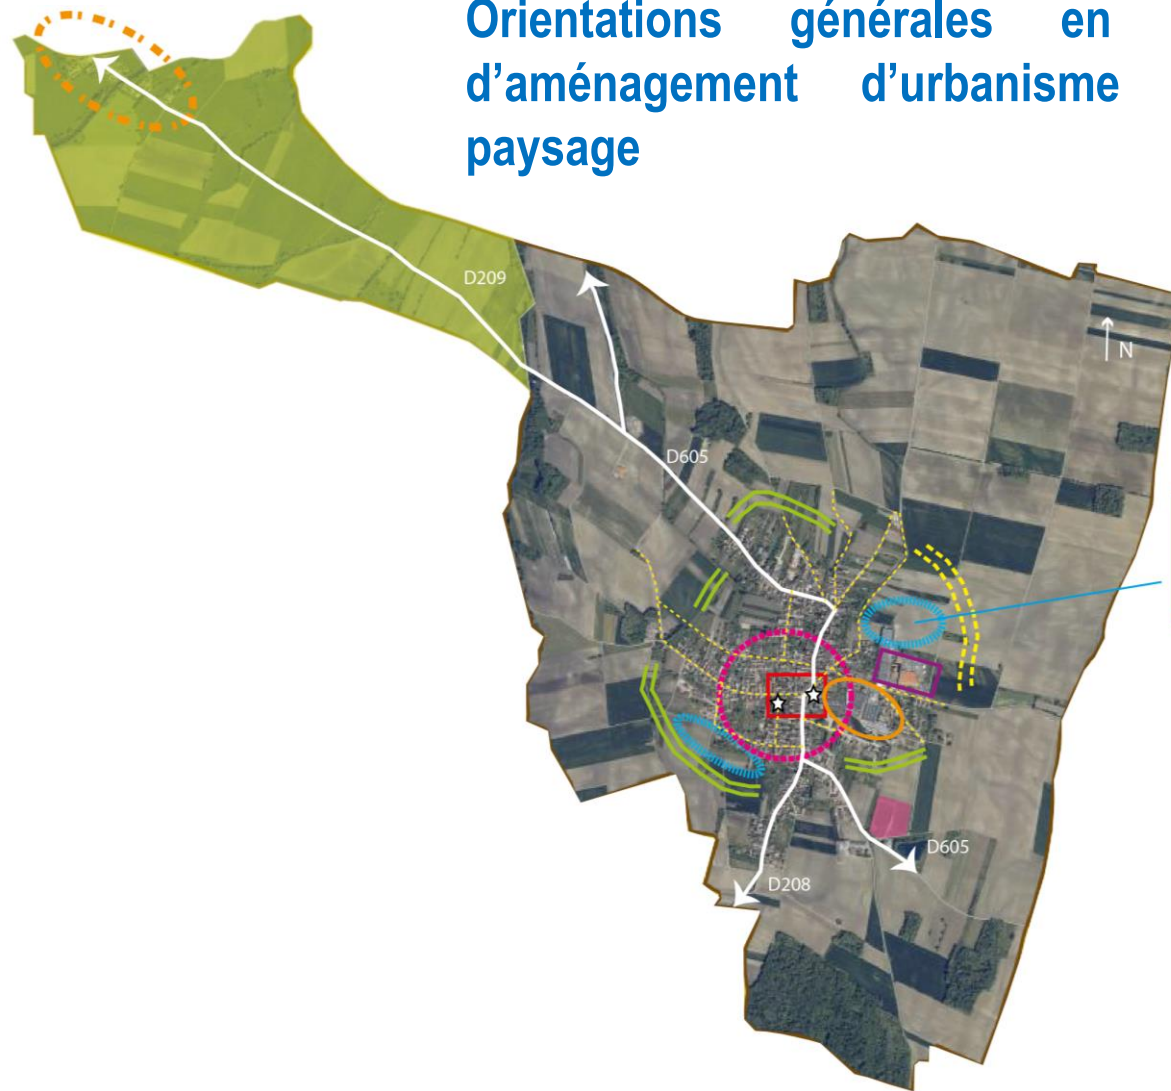 Orientations générales en
d'aménagement d'urbanisme
paysage
D209
N
D605
D605
D208